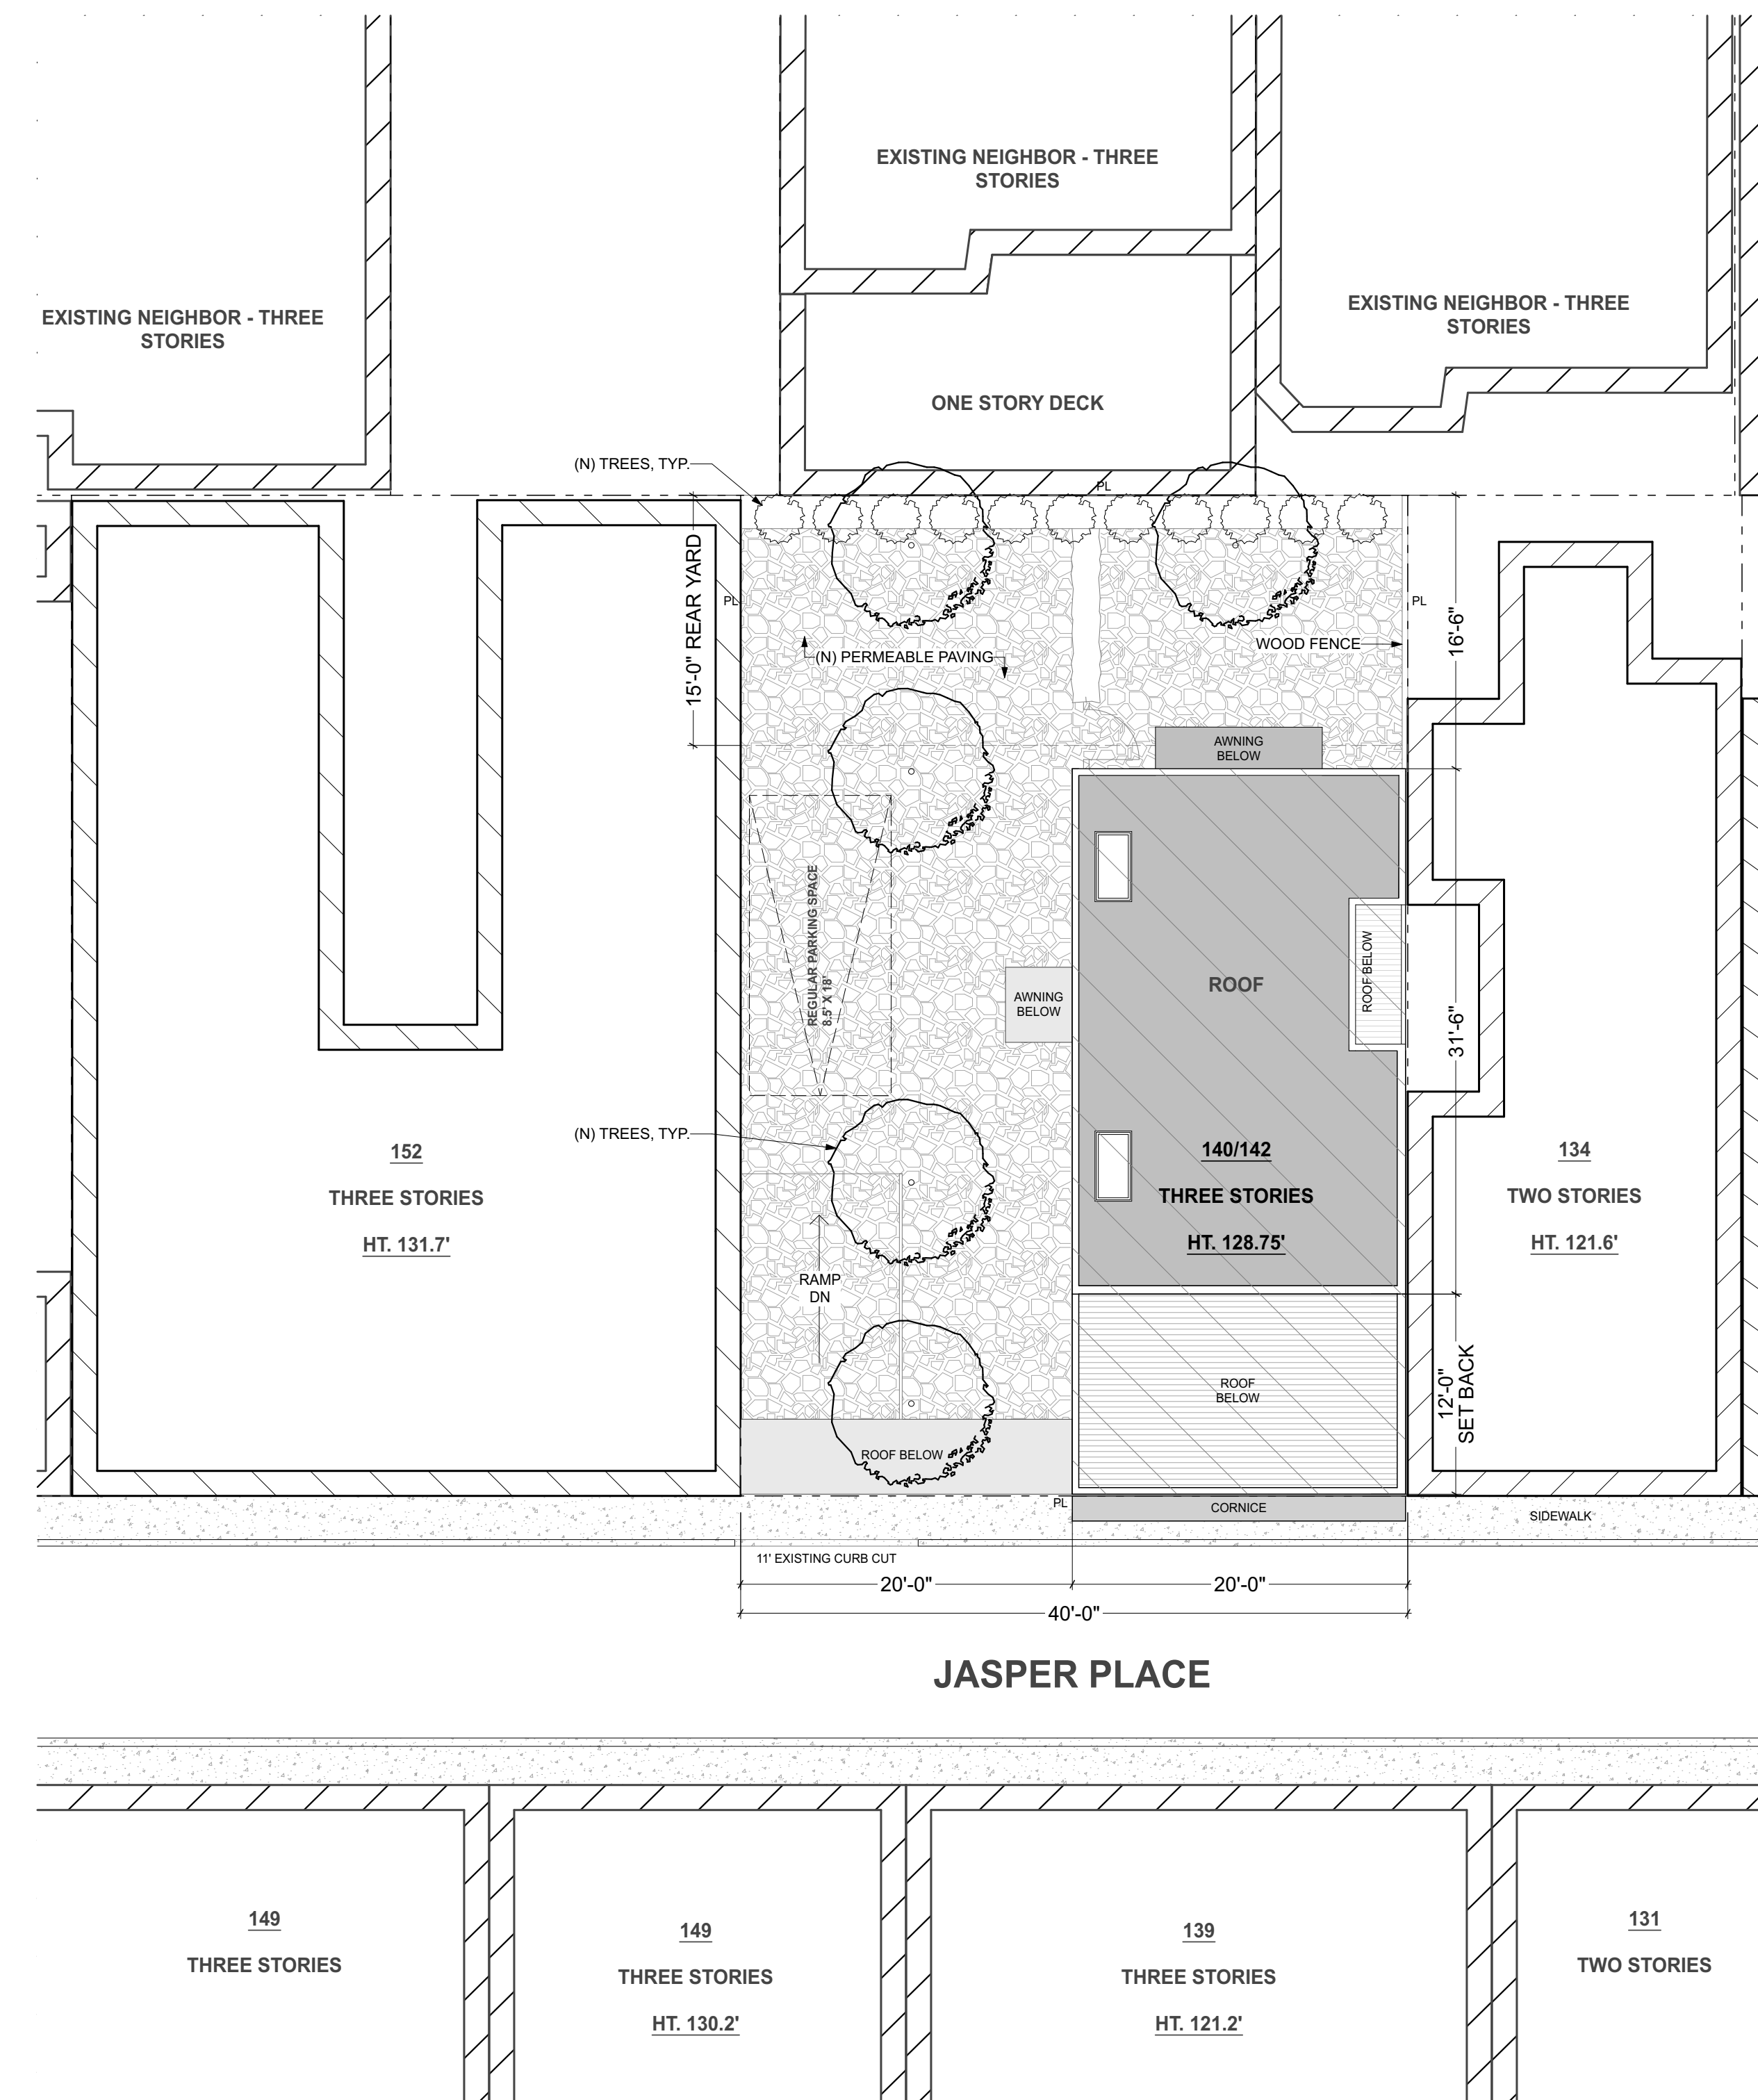 EXISTING NEIGHBOR - THREE
STORIES
EXISTING NEIGHBOR - THREE
STORIES
EXISTING NEIGHBOR - THREE
STORIES
ONE STORY DECK
(N) TREES, TYP.
PL
15'-0" REAR YARD
PL
PL
16'-6"
WOOD FENCE
(N) PERMEABLE PAVING
AWNING
BELOW
REGULAR PARKING SPACE
8.5' X 18'
AWNING
BELOW
ROOF
ROOF BELOW
31'-6"
(N) TREES, TYP.
152
THREE STORIES
HT. 131.7'
140/142
THREE STORIES
HT. 128.75'
134
TWO STORIES
HT. 121.6'
RAMP
DN
ROOF
BELOW
12'-0"
SET BACK
ROOF BELOW
PL
CORNICE
SIDEWALK
11' EXISTING CURB CUT
20'-0"
20'-0"
40'-0"
JASPER PLACE
149
THREE STORIES
149
THREE STORIES
HT. 130.2'
139
THREE STORIES
HT. 121.2'
131
TWO STORIES